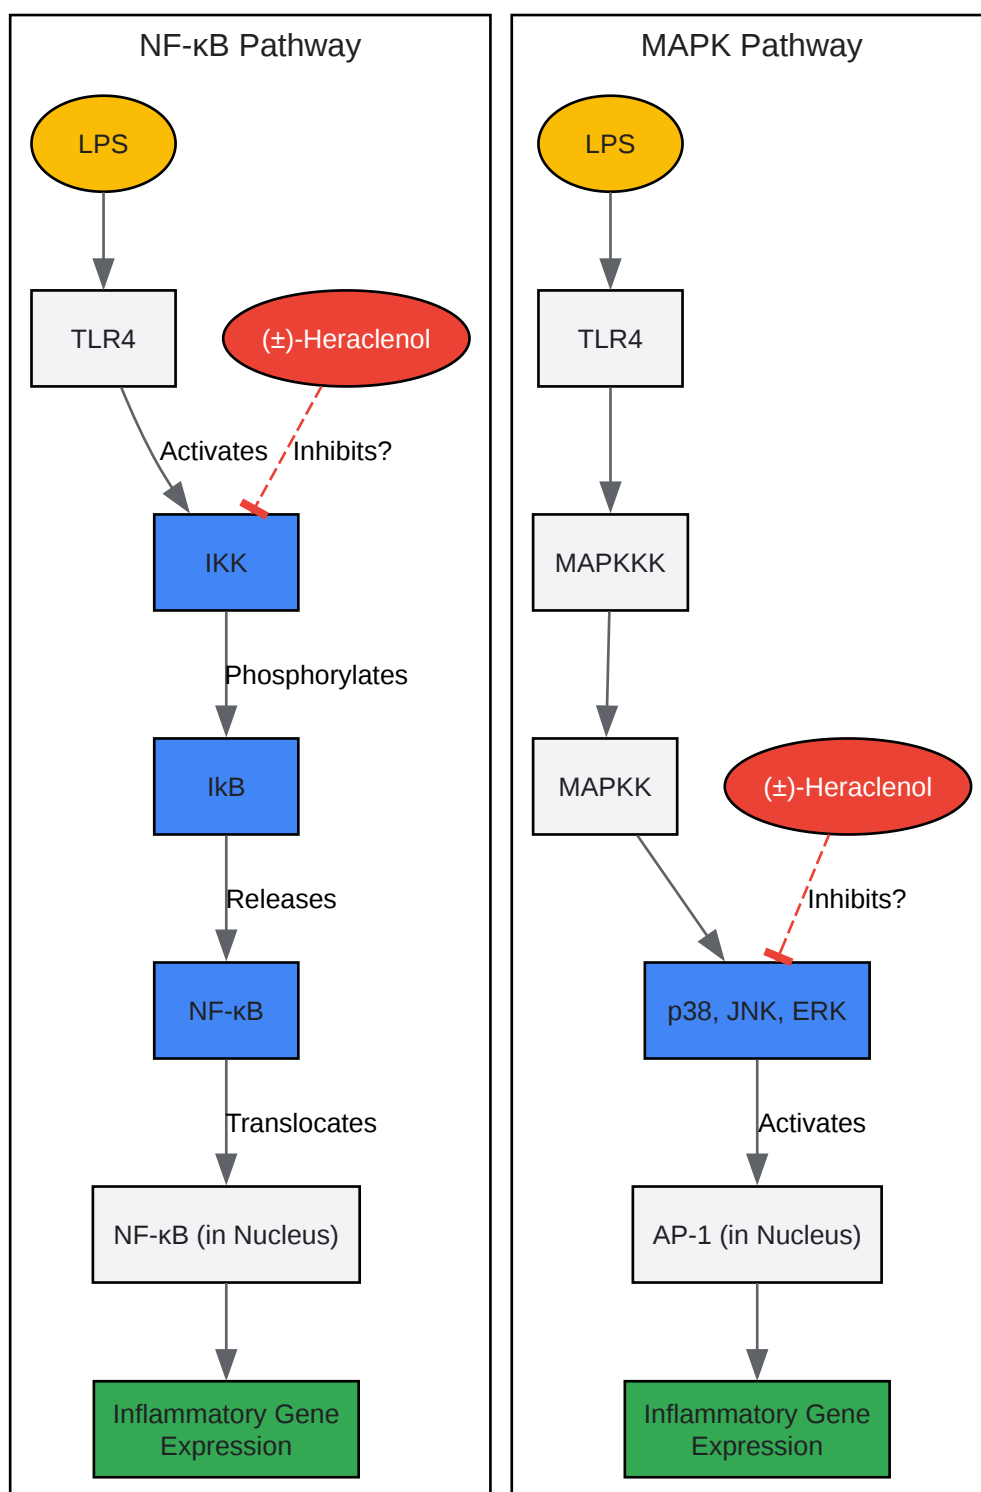 NF-κB Pathway
LPS
TLR4
(±)-Heraclenol
Activates
Inhibits?
IKK
Phosphorylates
IkB
Releases
NF-κB
Translocates
NF-κB (in Nucleus)
Inflammatory Gene
Expression
MAPK Pathway
LPS
TLR4
MAPKKK
MAPKK
(±)-Heraclenol
Inhibits?
p38, JNK, ERK
Activates
AP-1 (in Nucleus)
Inflammatory Gene
Expression